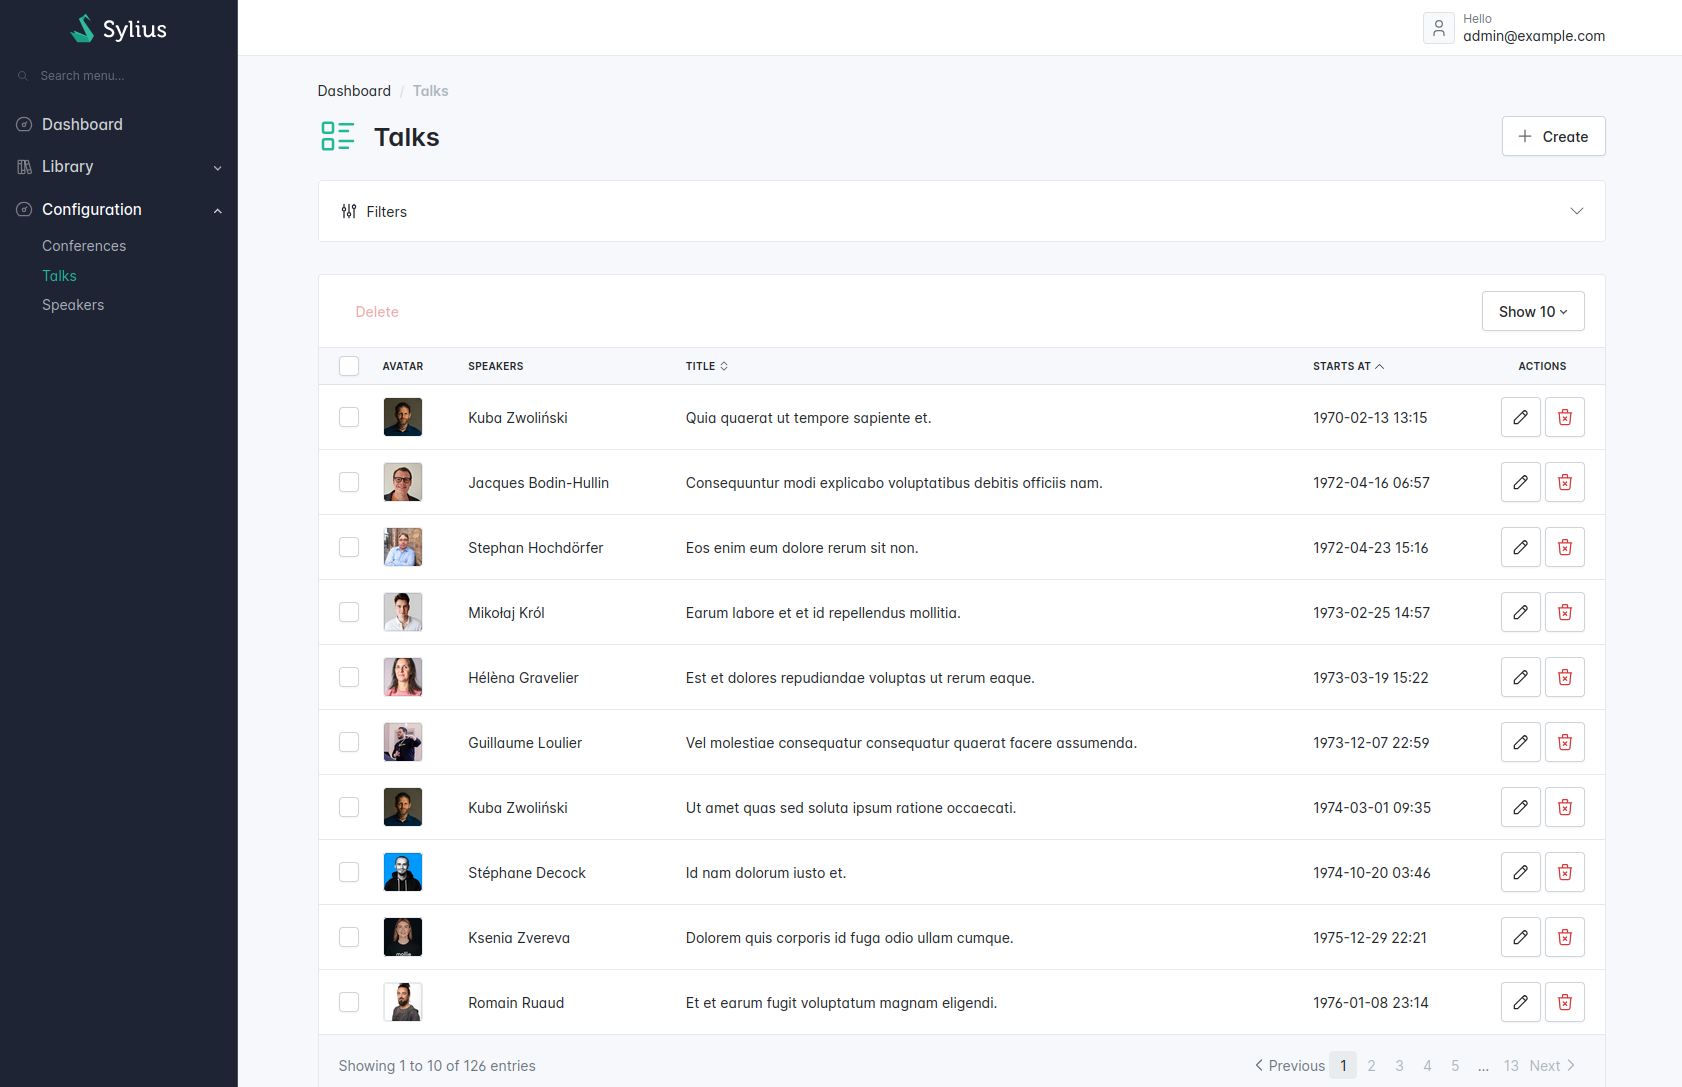 Sylius
Hello
admin@example.com
Search menu...
Dashboard
Library
Configuration
Conferences
Talks
Speakers
Dashboard / Talks
Talks
Create
Filters
Delete
Show 10
AVATAR SPEAKERS TITLE STARTS AT ACTIONS
Kuba Zwoliński Quia quaerat ut tempore sapiente et. 1970-02-13 13:15
Jacques Bodin-Hullin Consequuntur modi explicabo voluptatibus debitis officiis nam. 1972-04-16 06:57
Stephan Hochdörfer Eos enim eum dolore rerum sit non. 1972-04-23 15:16
Mikołaj Król Earum labore et et id repellendus mollitia. 1973-02-25 14:57
Hélèna Gravelier Est et dolores repudiandae voluptas ut rerum eaque. 1973-03-19 15:22
Guillaume Loulier Vel molestiae consequatur consequatur quaerat facere assumenda. 1973-12-07 22:59
Kuba Zwoliński Ut amet quas sed soluta ipsum ratione occaecati. 1974-03-01 09:35
Stéphane Decock Id nam dolorum iusto et. 1974-10-20 03:46
mollie
Ksenia Zvereva Dolorem quis corporis id fuga odio ullam cumque. 1975-12-29 22:21
Romain Ruaud Et et earum fugit voluptatum magnam eligendi. 1976-01-08 23:14
Showing 1 to 10 of 126 entries
Previous 1 2 3 4 5 ... 13 Next